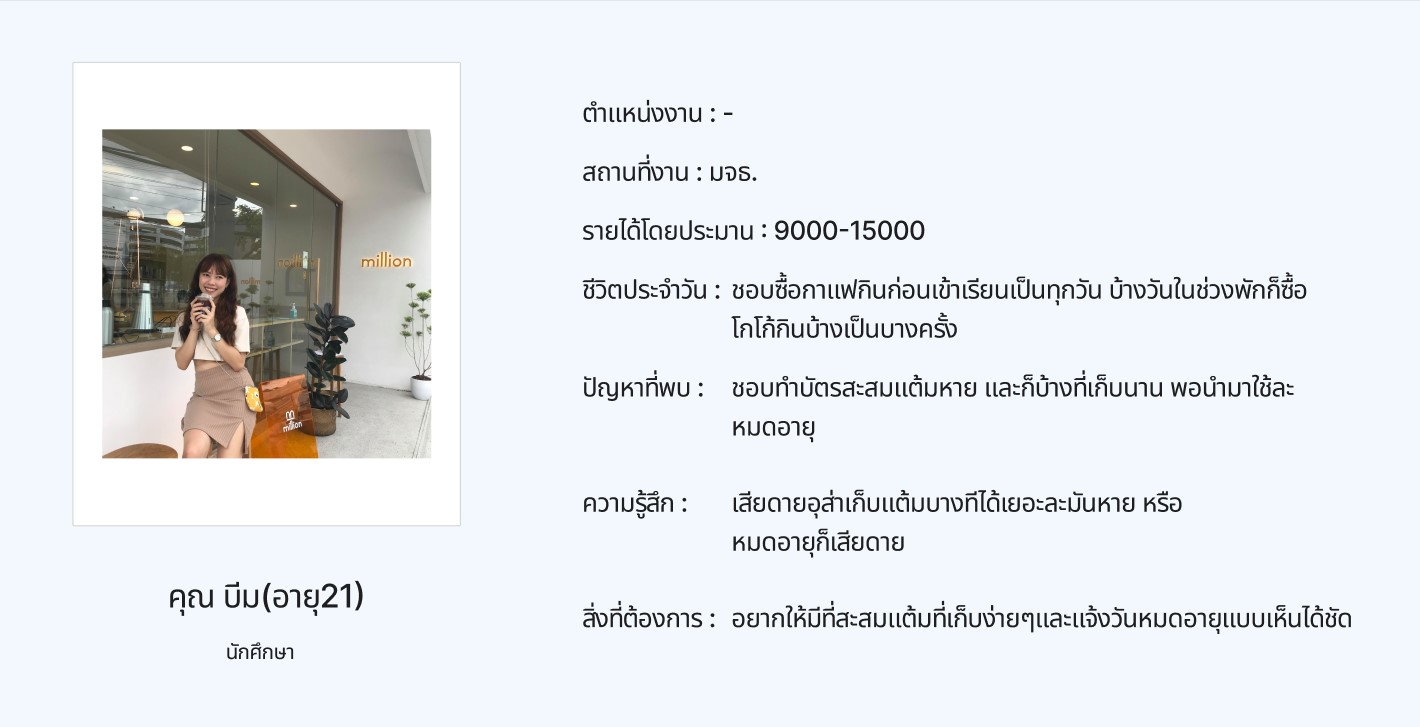 million
million
คุณ บีม(อายุ21)
นักศึกษา
ตำแหน่งงาน : -
สถานที่งาน : มจธ.
รายได้โดยประมาน : 9000-15000
ชีวิตประจำวัน : ชอบซื้อกาแฟกินก่อนเข้าเรียนเป็นทุกวัน บ้างวันในช่วงพักก็ซื้อ
โกโก้กินบ้างเป็นบางครั้ง
ปัญหาที่พบ : ชอบทำบัตรสะสมแต้มหาย และก็บ้างที่เก็บนาน พอนำมาใช้ละ
หมดอายุ
ความรู้สึก : เสียดายอุส่าเก็บแต้มบางทีได้เยอะละมันหาย หรือ
หมดอายุก็เสียดาย
สิ่งที่ต้องการ : อยากให้มีที่สะสมแต้มที่เก็บง่ายๆและแจ้งวันหมดอายุแบบเห็นได้ชัด